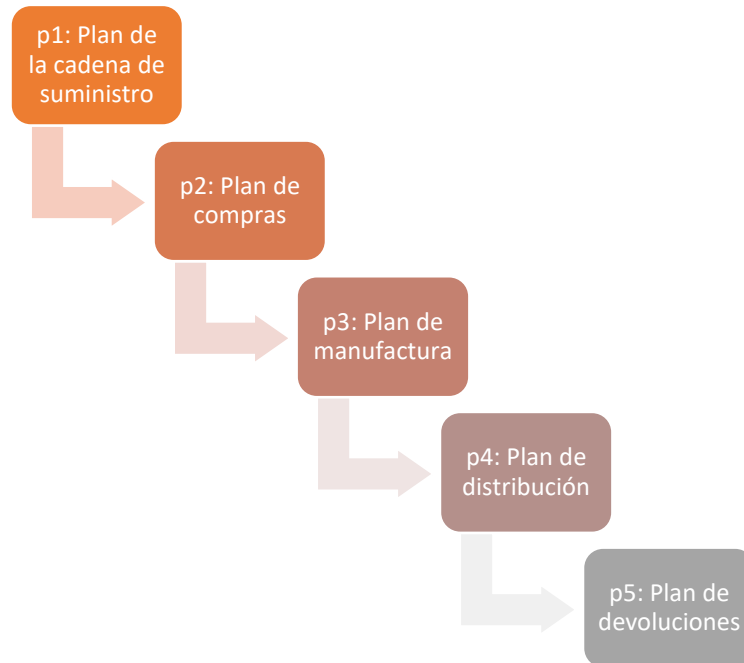 p1: Plan de
la cadena de
suministro
p2: Plan de
compras
p3: Plan de
manufactura
p4: Plan de
distribución
p5: Plan de
devoluciones